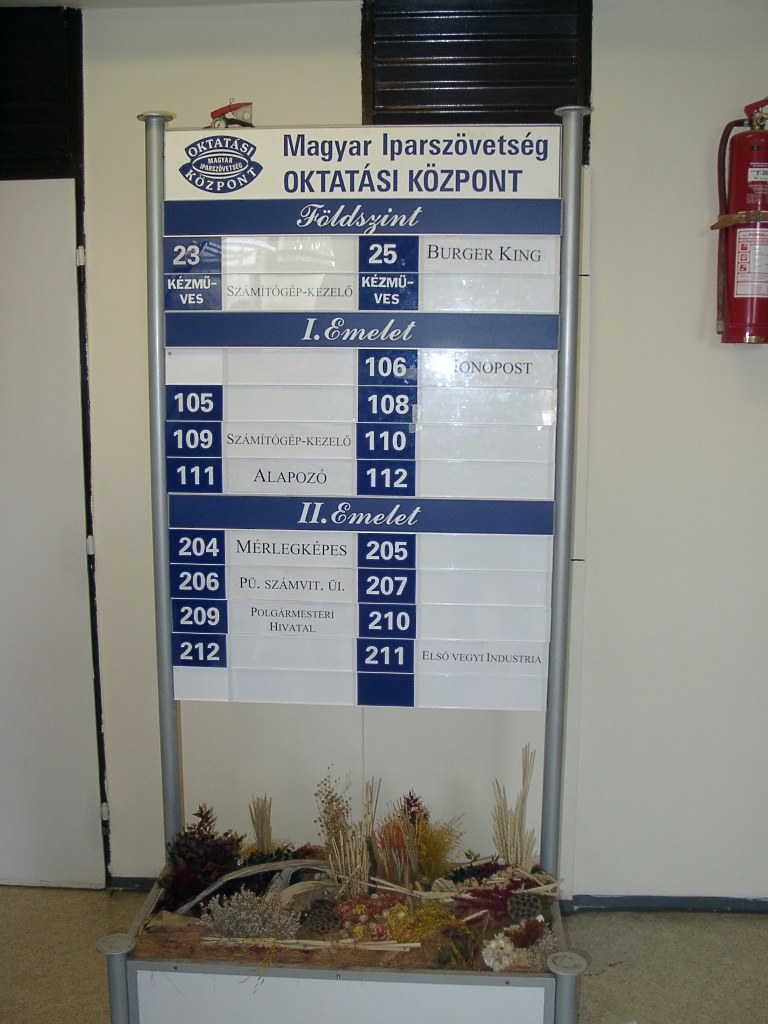 OKTATÁSI
MAGYAR
IPARSZÖVETSÉG
KÖZPONT
Magyar Iparszövetség
OKTATÁSI KÖZPONT
Földszint
23 25 BURGER KING
KÉZMŰ-
VES SZÁMÍTÓGÉP-KEZELŐ KÉZMŰ-
VES
I. Emelet
106 ONOPOST
105 108
109 SZÁMÍTÓGÉP-KEZELŐ 110
111 ALAPOZÓ 112
II. Emelet
204 MÉRLEGKÉPES 205
206 PÜ. SZÁMVIT. ÜI. 207
209 POLGÁRMESTERI
HIVATAL 210
212 211 ELSŐ VEGYI INDUSTRIA